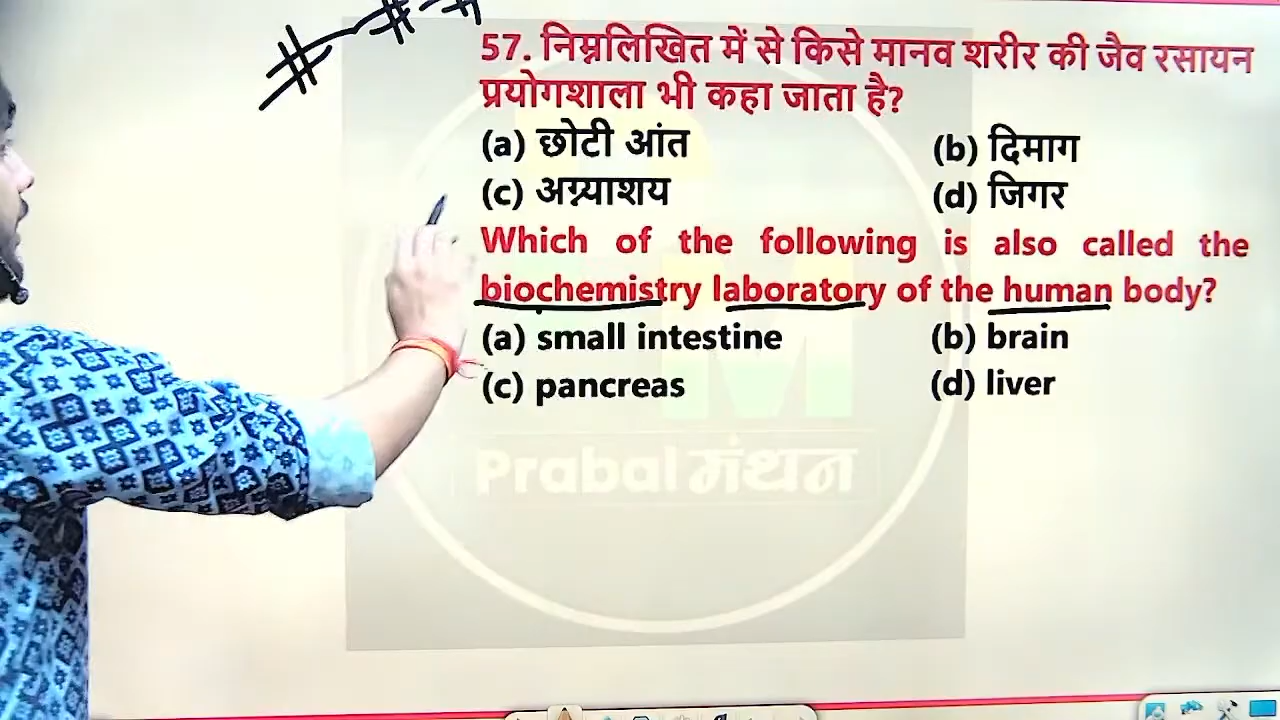 57. निम्नलिखित में से किसे मानव शरीर की जैव रसायन
प्रयोगशाला भी कहा जाता है?
(a) छोटी आंत (b) दिमाग
(c) अग्न्याशय (d) जिगर
Which of the following is also called the
biochemistry laboratory of the human body?
(a) small intestine (b) brain
(c) pancreas (d) liver
Prabal मंथन